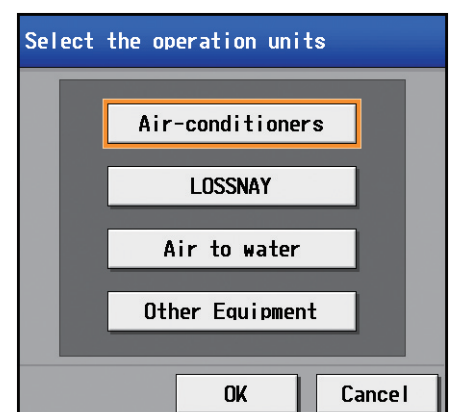 Select the operation units
Air-conditioners
LOSSNAY
Air to water
Other Equipment
OK
Cancel